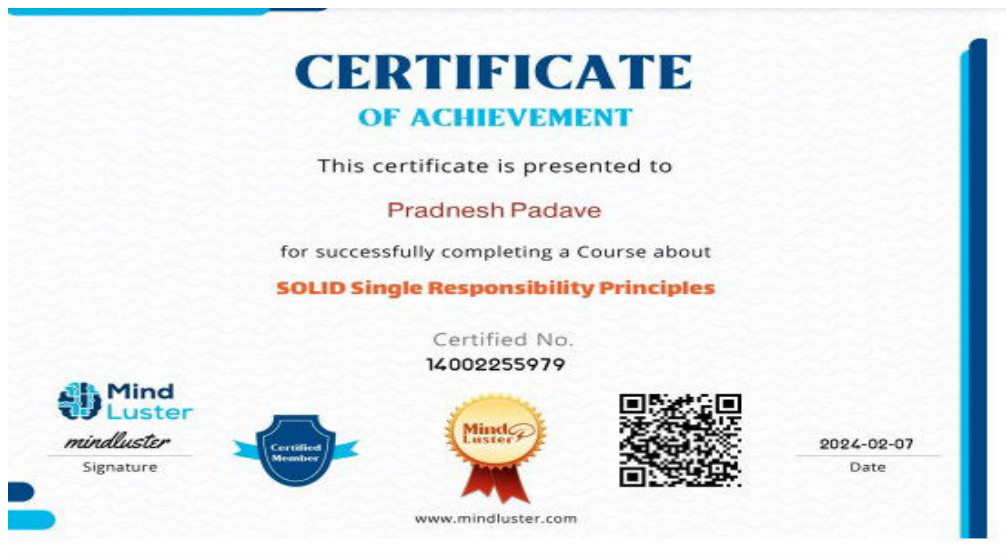 CERTIFICATE
OF ACHIEVEMENT
This certificate is presented to
Pradnesh Padave
for successfully completing a Course about
SOLID Single Responsibility Principles
Certified No.
14002255979
Mind
Luster
mindluster
Signature
Certified
Member
Mind
Luster
2024-02-07
Date
www.mindluster.com